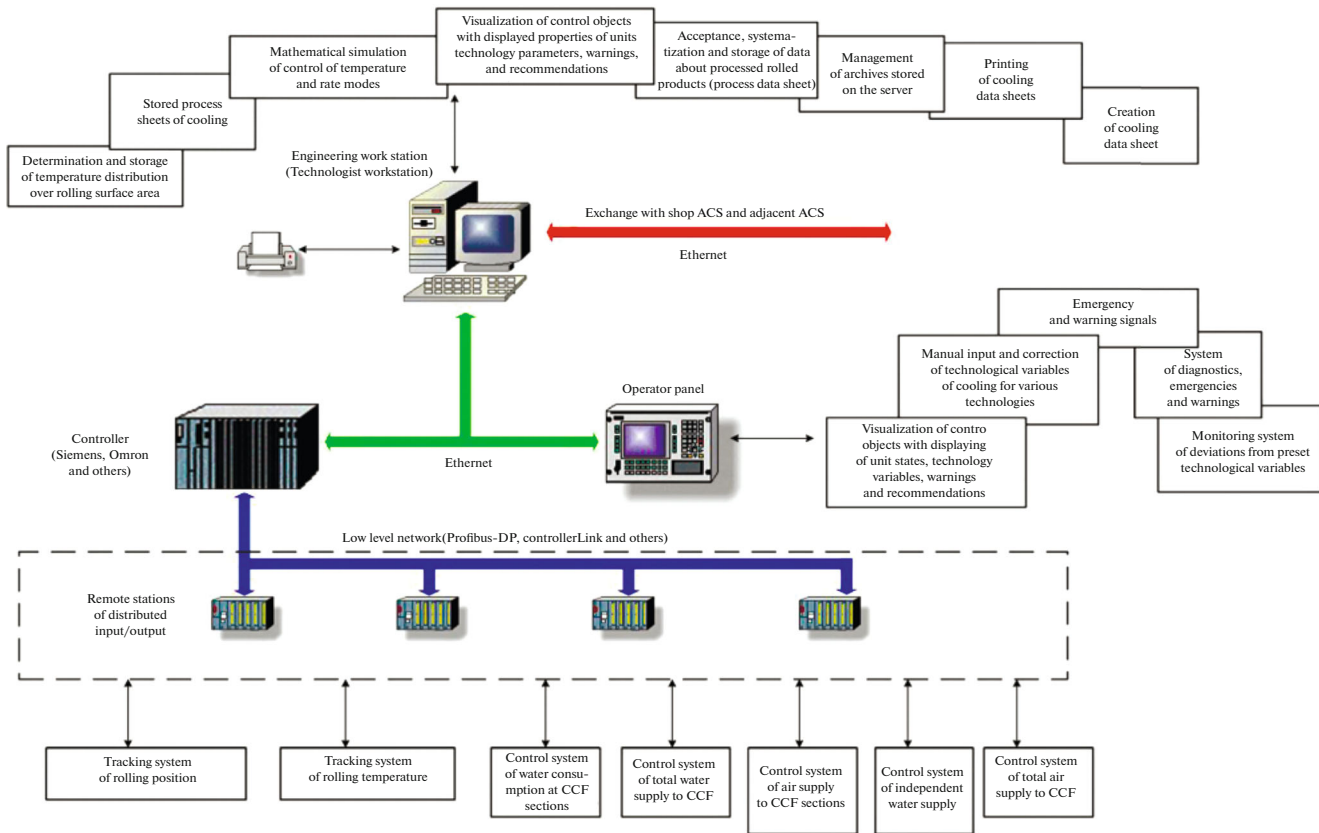 Visualization of control objects
with displayed properties of units
technology parameters, warnings,
and recommendations
Acceptance, systema-
tization and storage of data
about processed rolled
products (process data sheet)
Mathematical simulation
of control of temperature
and rate modes
Management
of archives stored
on the server
Printing
of cooling
data sheets
Stored process
sheets of cooling
Creation
of cooling
data sheet
Determination and storage
of temperature distribution
over rolling surface area
Engineering work station
(Technologist workstation)
Exchange with shop ACS and adjacent ACS
Ethernet
Emergency
and warning signals
Manual input and correction
of technological variables
of cooling for various
technologies
System
of diagnostics,
emergencies
and warnings
Operator panel
Visualization of contro
objects with displaying
of unit states, technology
variables, warnings
and recommendations
Monitoring system
of deviations from preset
technological variables
Controller
(Siemens, Omron
and others)
Ethernet
Low level network(Profibus-DP, controllerLink and others)
Remote stations
of distributed
input/output
Tracking system
of rolling position
Tracking system
of rolling temperature
Control system
of water consu-
mption at CCF
sections
Control system
of total water
supply to CCF
Control system
of air supply
to CCF sections
Control system
of independent
water supply
Control system
of total air
supply to CCF